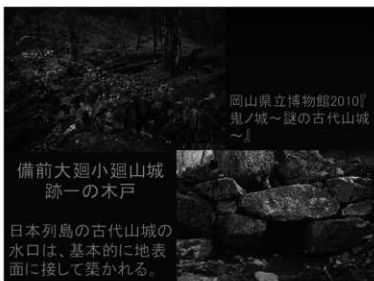 岡山県立博物館2010『
鬼ノ城～謎の古代山城
～』
備前大廻小廻山城
跡一の木戸
日本列島の古代山城の
水口は、基本的に地表
面に接して築かれる。